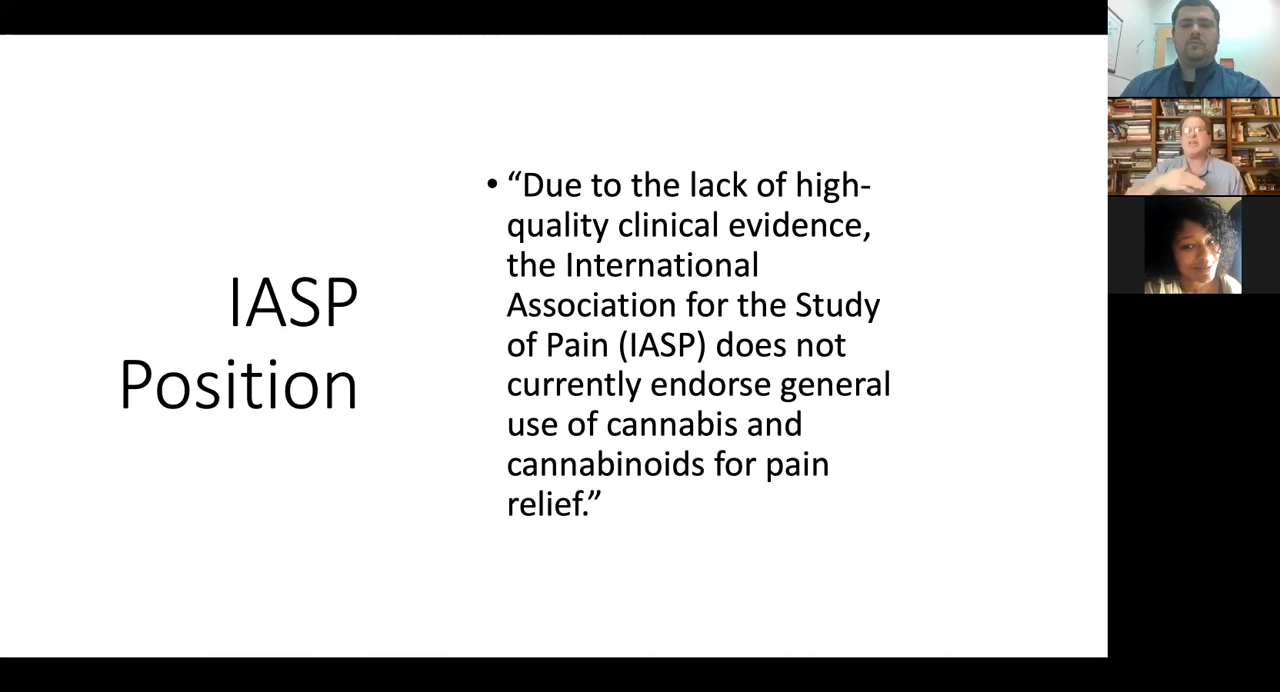 IASP
Position
• “Due to the lack of high-
quality clinical evidence,
the International
Association for the Study
of Pain (IASP) does not
currently endorse general
use of cannabis and
cannabinoids for pain
relief.”